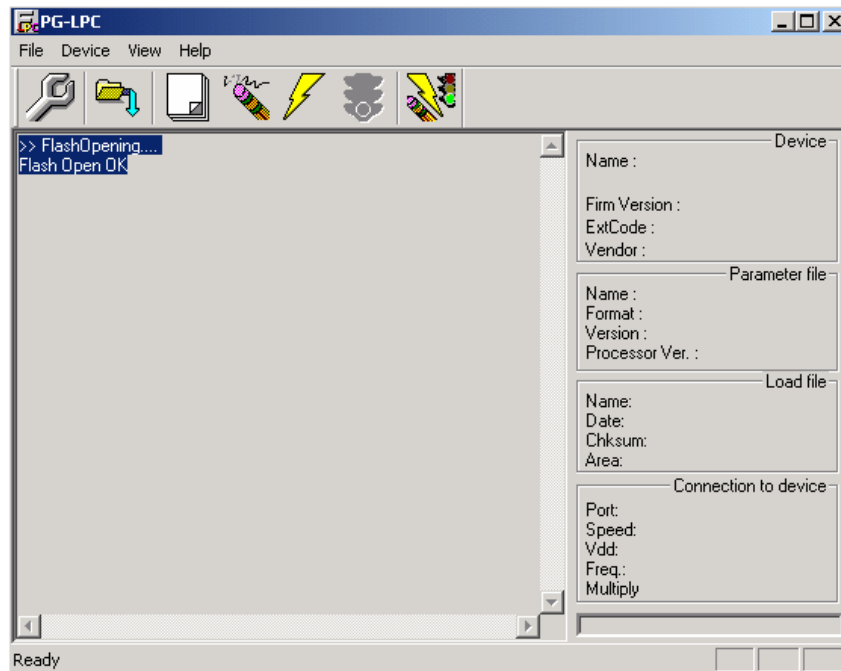 PG-LPC
File Device View Help
>> FlashOpening....
Flash Open OK
Device
Name :
Firm Version :
ExtCode :
Vendor :
Parameter file
Name :
Format :
Version :
Processor Ver. :
Load file
Name:
Date:
Chksum:
Area:
Connection to device
Port:
Speed:
Vdd:
Freq.:
Multiply
Ready